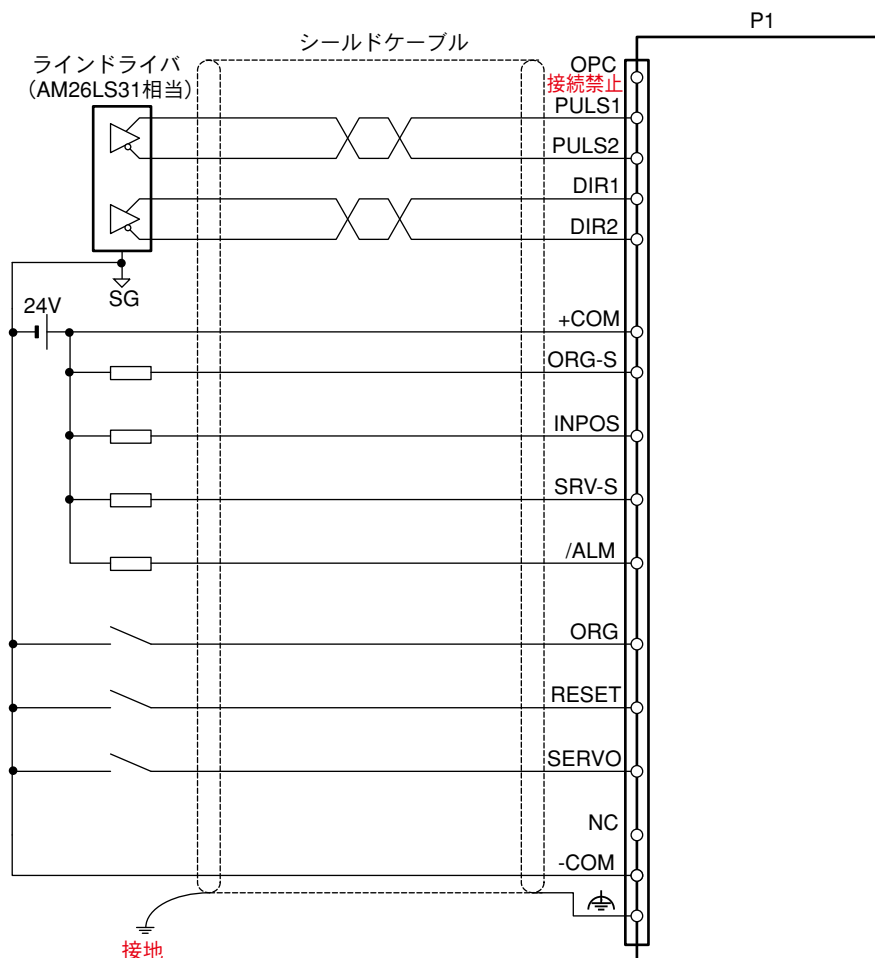 P1
シールドケーブル
ラインドライバ
（AM26LS31相当）
OPC
接続禁止
PULS1
PULS2
DIR1
DIR2
SG
24V
+COM
ORG-S
INPOS
SRV-S
/ALM
ORG
RESET
SERVO
NC
-COM
接地